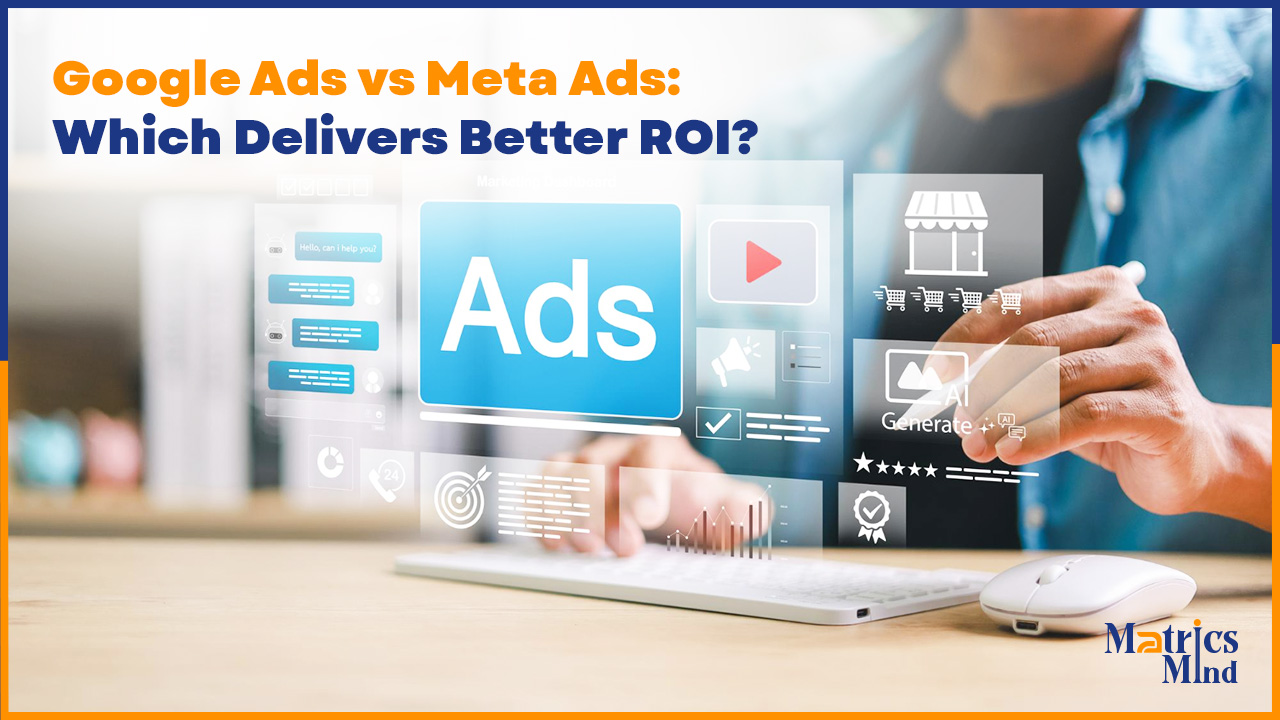 Google Ads vs Meta Ads:
Which Delivers Better ROI?
Hello, can i help you?
Ads
24
AI
Generate
AI
Matrics
Mind